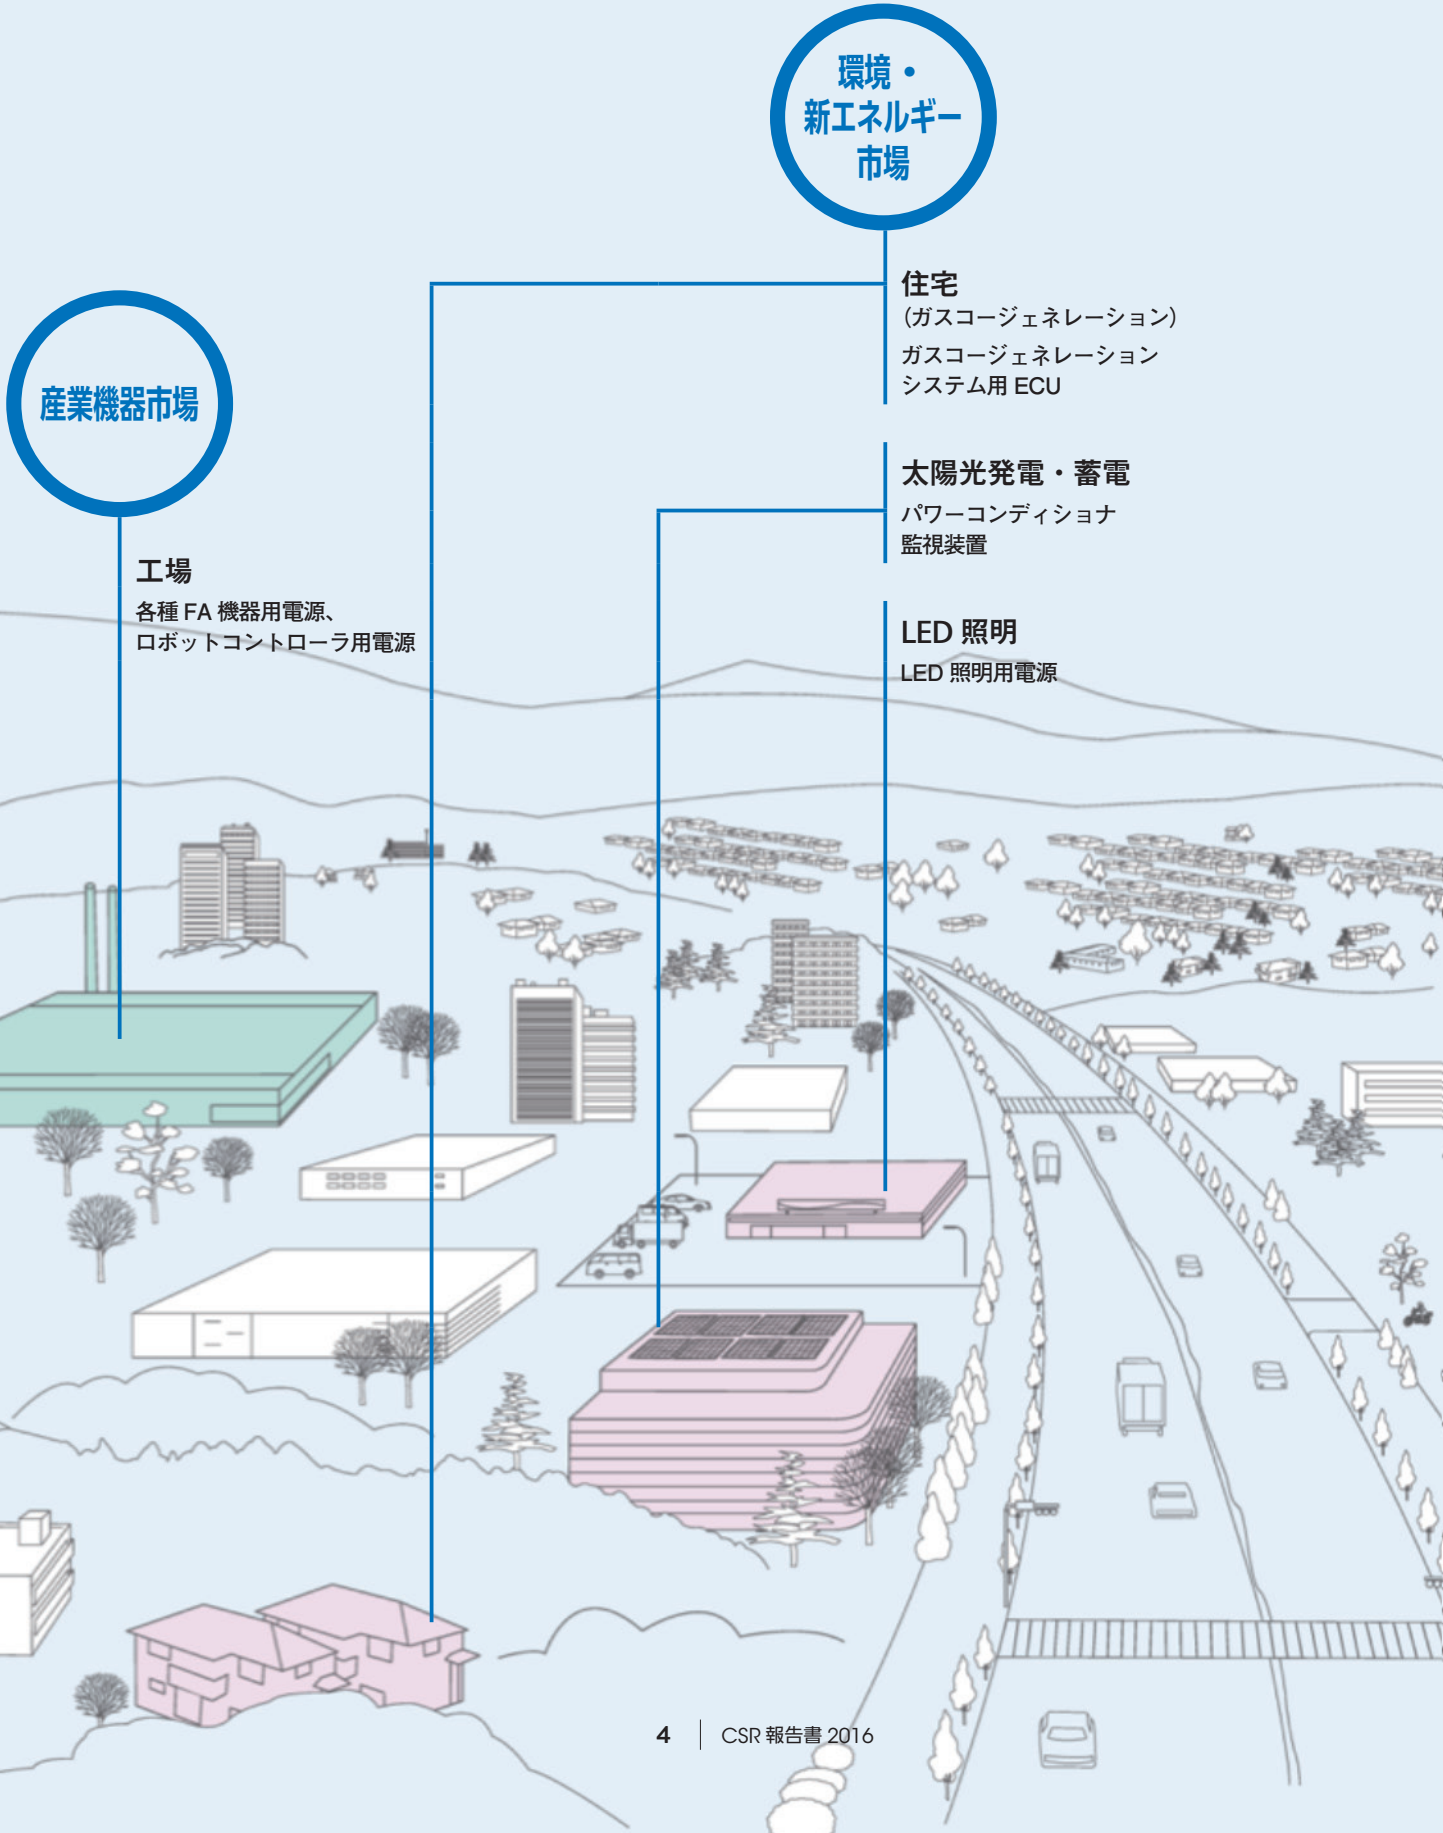 環境・
新エネルギー
市場
住宅
（ガスコージェネレーション）
ガスコージェネレーション
システム用 ECU
産業機器市場
太陽光発電・蓄電
パワーコンディショナ
監視装置
工場
各種 FA 機器用電源、
ロボットコントローラ用電源
LED 照明
LED 照明用電源
4
CSR 報告書 2016